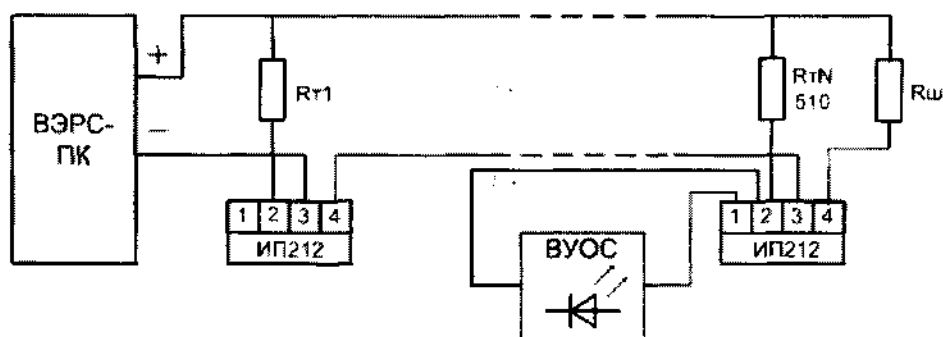 +
−
ВЭРС-
ПК
Rт1
RтN
510
Rш
1 2 3 4
ИП212
1 2 3 4
ИП212
ВУОС